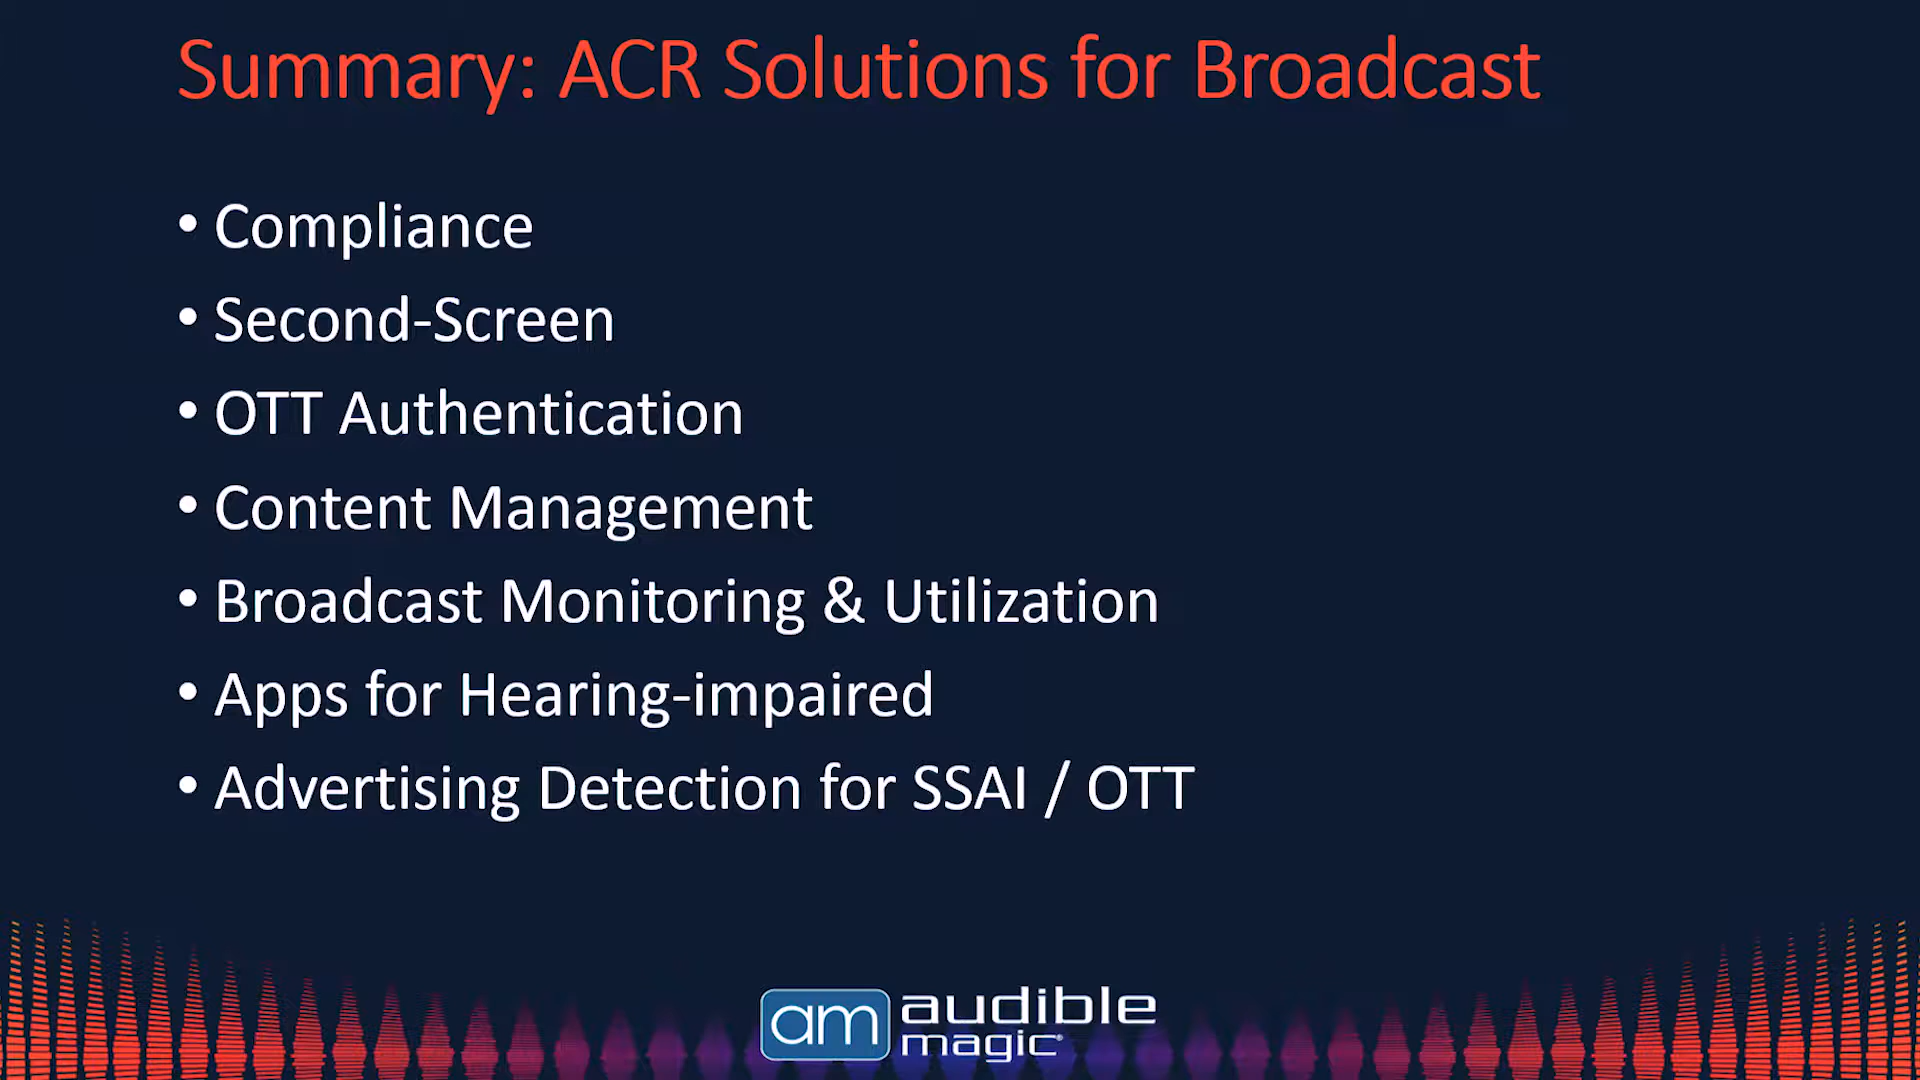 Summary: ACR Solutions for Broadcast
• Compliance
• Second-Screen
• OTT Authentication
• Content Management
• Broadcast Monitoring & Utilization
• Apps for Hearing-impaired
• Advertising Detection for SSAI / OTT
am audible
magic®